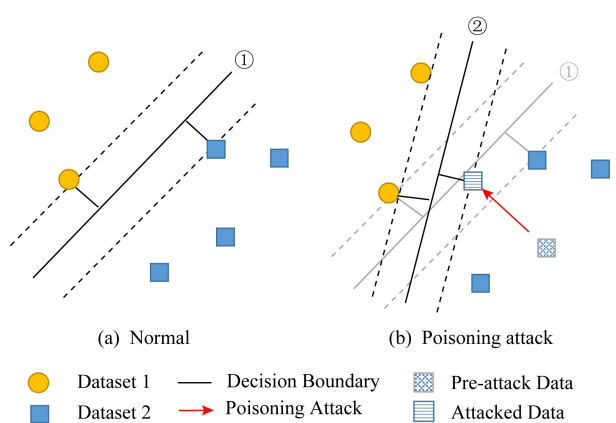 ①
②
①
(a) Normal
(b) Poisoning attack
Dataset 1
Decision Boundary
Pre-attack Data
Dataset 2
Poisoning Attack
Attacked Data